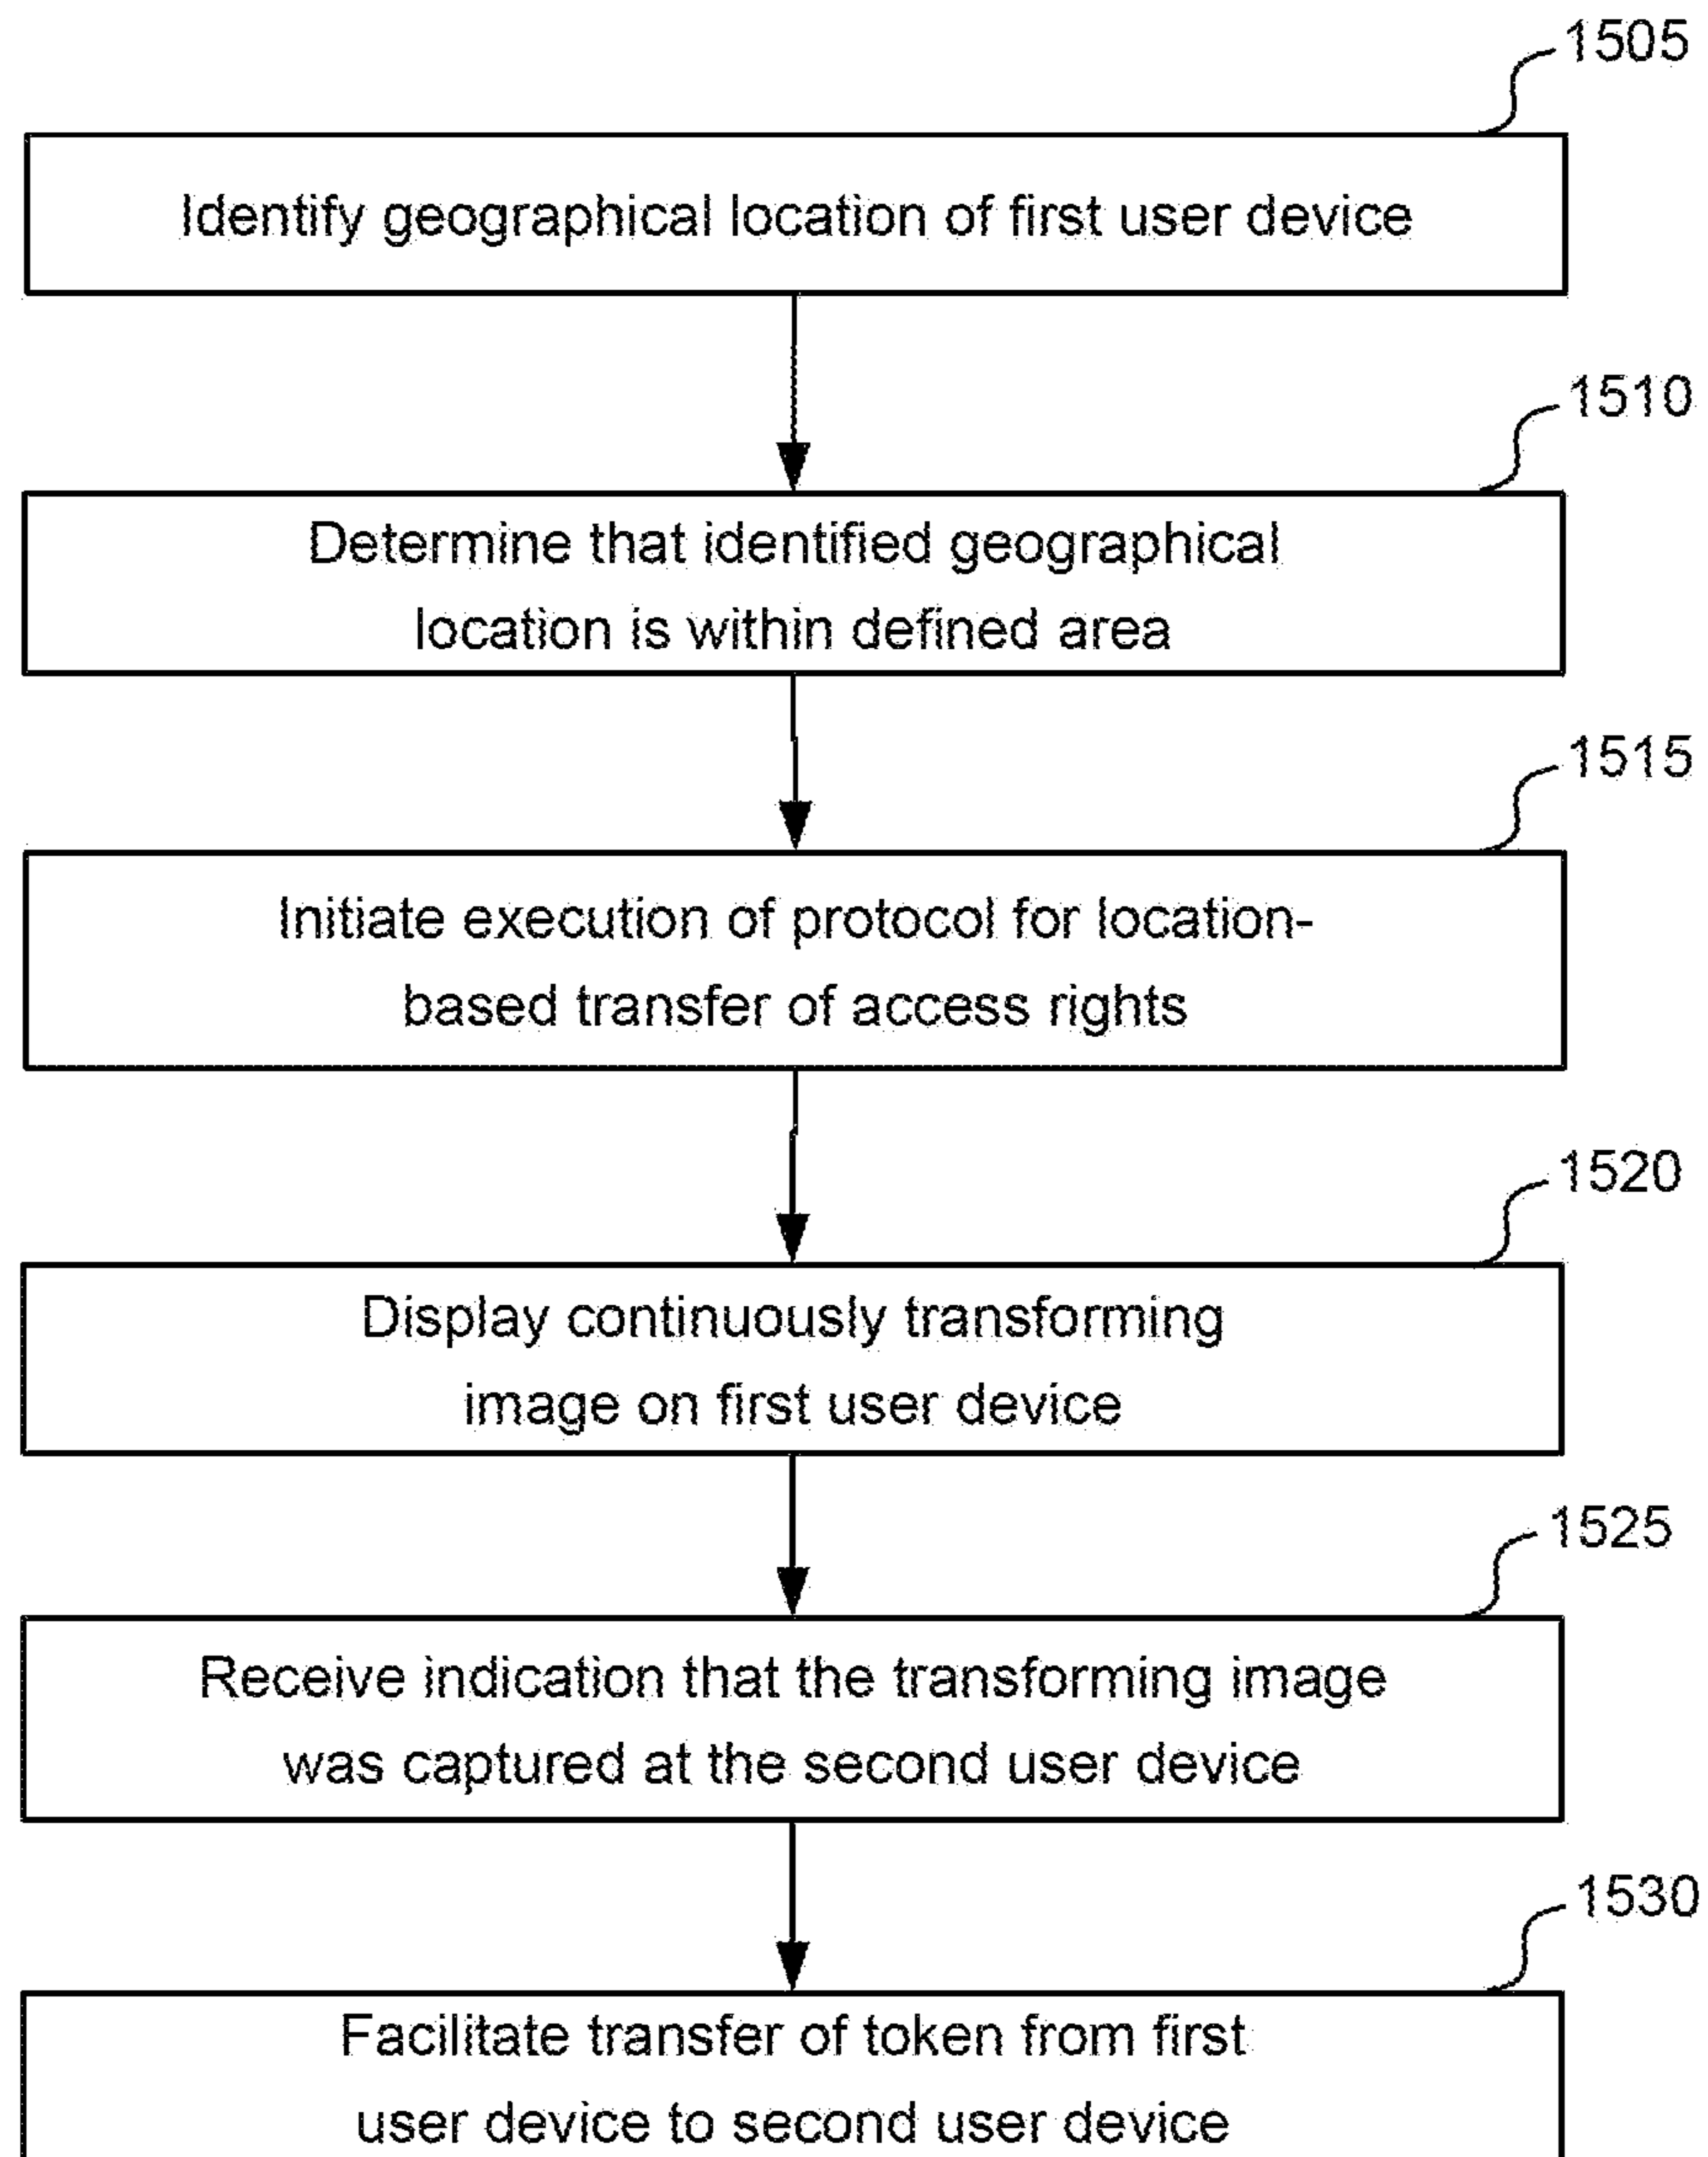 1505
Identify geographical location of first user device
1510
Determine that identified geographical
location is within defined area
1515
Initiate execution of protocol for location-
based transfer of access rights
1520
Display continuously transforming
image on first user device
1525
Receive indication that the transforming image
was captured at the second user device
1530
Facilitate transfer of token from first
user device to second user device